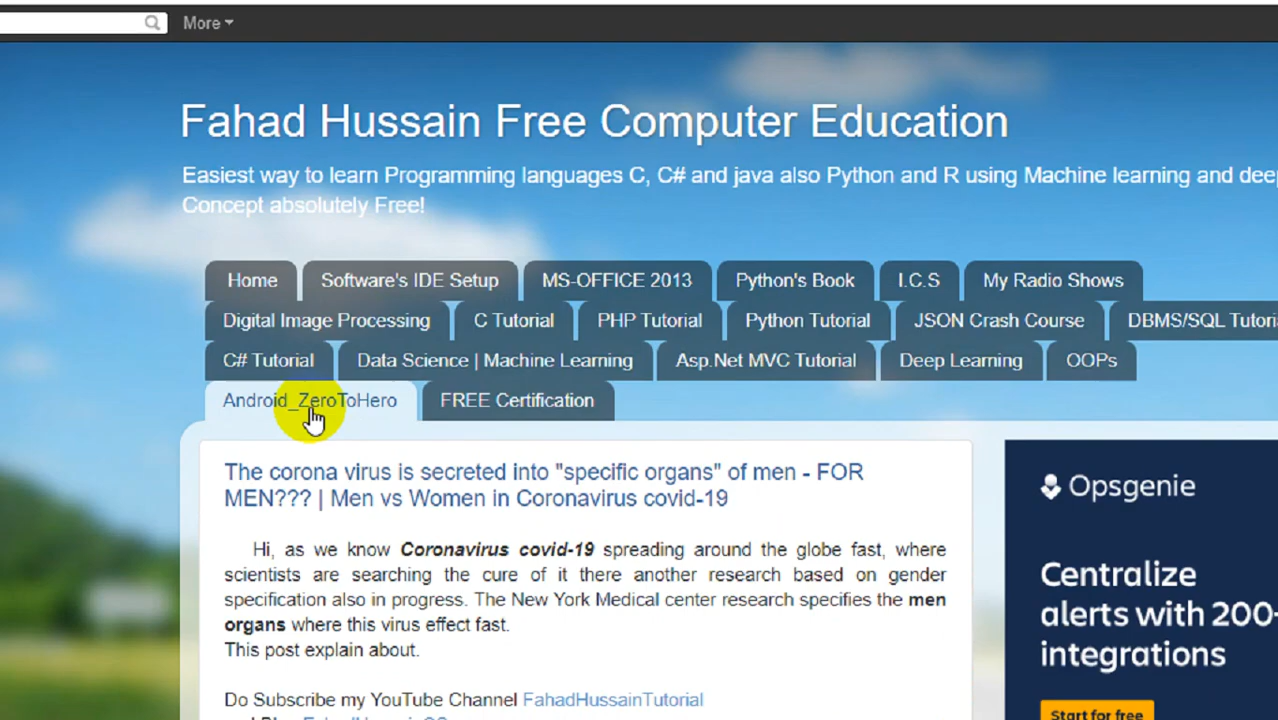 More
Fahad Hussain Free Computer Education
Easiest way to learn Programming languages C, C# and java also Python and R using Machine learning and deep
Concept absolutely Free!
Home Software's IDE Setup MS-OFFICE 2013 Python's Book I.C.S My Radio Shows
Digital Image Processing C Tutorial PHP Tutorial Python Tutorial JSON Crash Course DBMS/SQL Tutori
C# Tutorial Data Science | Machine Learning Asp.Net MVC Tutorial Deep Learning OOPs
Android_ZeroToHero FREE Certification
The corona virus is secreted into "specific organs" of men - FOR
MEN??? | Men vs Women in Coronavirus covid-19
Hi, as we know Coronavirus covid-19 spreading around the globe fast, where
scientists are searching the cure of it there another research based on gender
specification also in progress. The New York Medical center research specifies the men
organs where this virus effect fast.
This post explain about.
Do Subscribe my YouTube Channel FahadHussainTutorial
Opsgenie
Centralize
alerts with 200+
integrations
Start for free